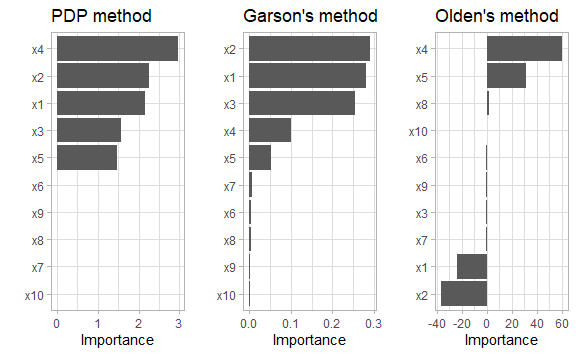 PDP method
x4
x2
x1
x3
x5
x6
x9
x8
x7
x10
0 1 2 3
Importance
Garson's method
x2
x1
x3
x4
x5
x7
x6
x8
x9
x10
0.0 0.1 0.2 0.3
Importance
Olden's method
x4
x5
x8
x10
x6
x9
x3
x7
x1
x2
-40 -20 0 20 40 60
Importance